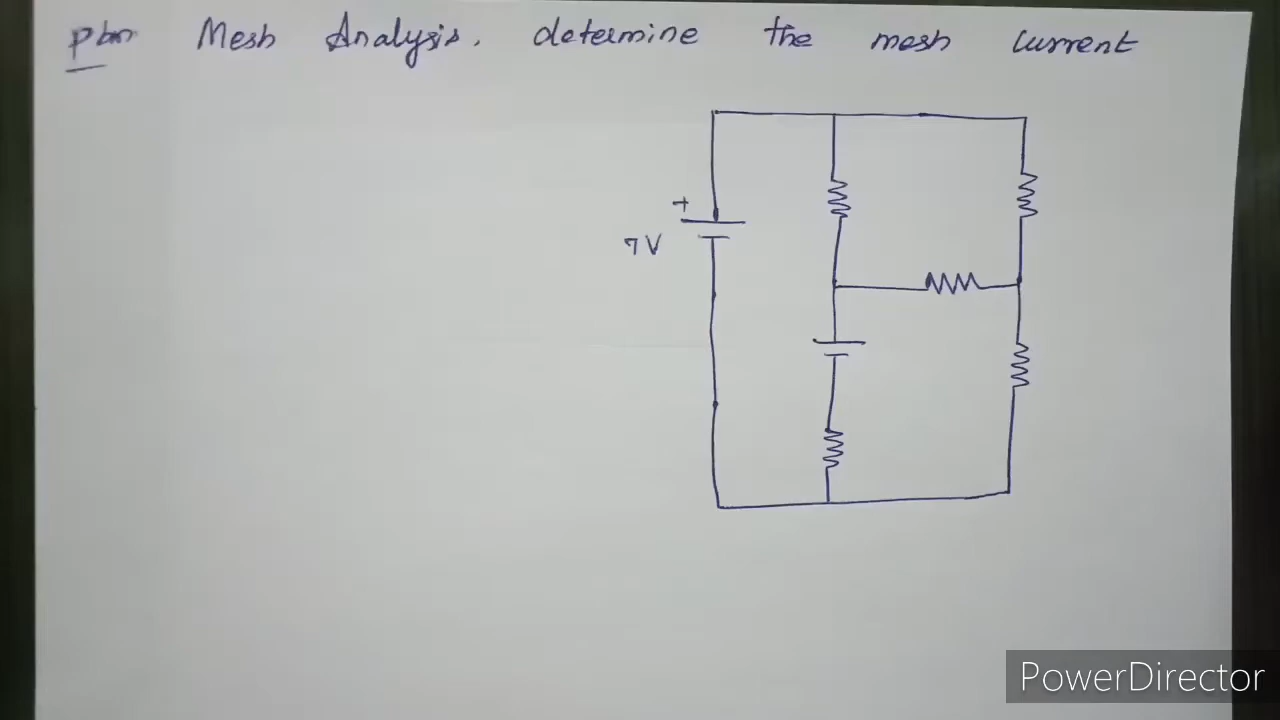 pbm Mesh Analysis. determine the mesh current
+
7V
PowerDirector